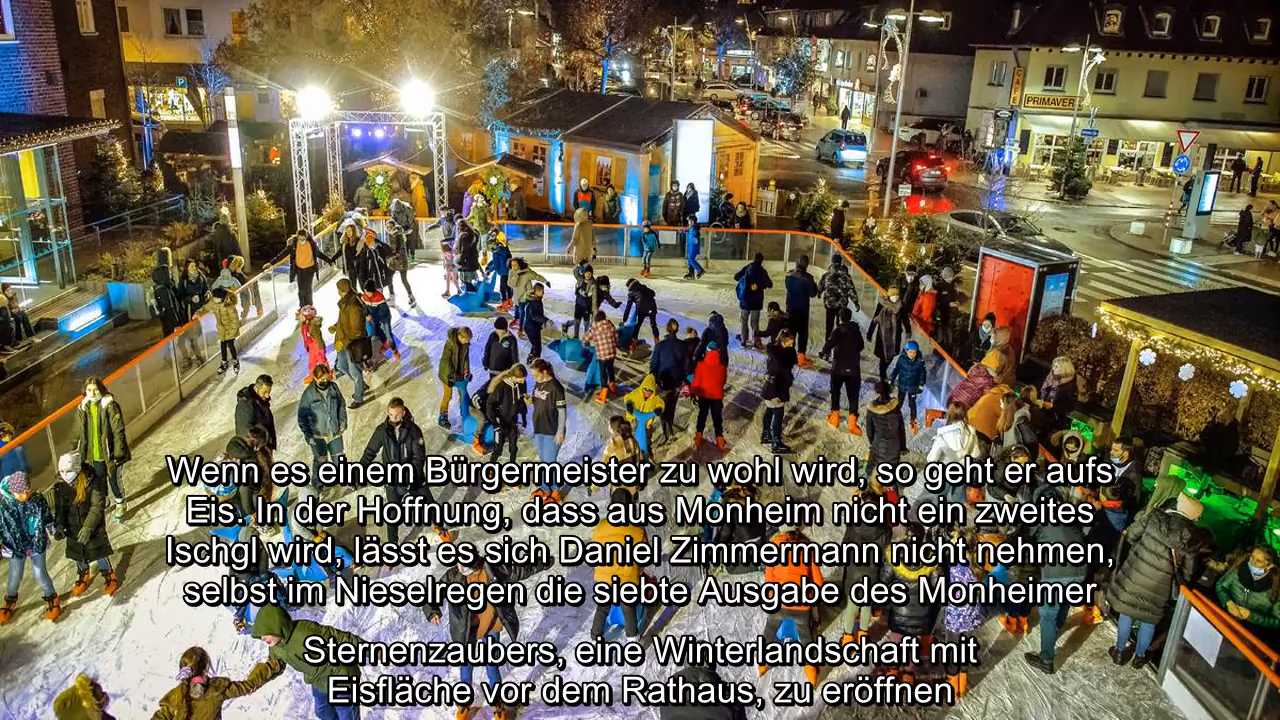 CAFE
PRIMAVERA
Wenn es einem Bürgermeister zu wohl wird, so geht er aufs
Eis. In der Hoffnung, dass aus Monheim nicht ein zweites
Ischgl wird, lässt es sich Daniel Zimmermann nicht nehmen,
selbst im Nieselregen die siebte Ausgabe des Monheimer
Sternenzaubers, eine Winterlandschaft mit
Eisfläche vor dem Rathaus, zu eröffnen